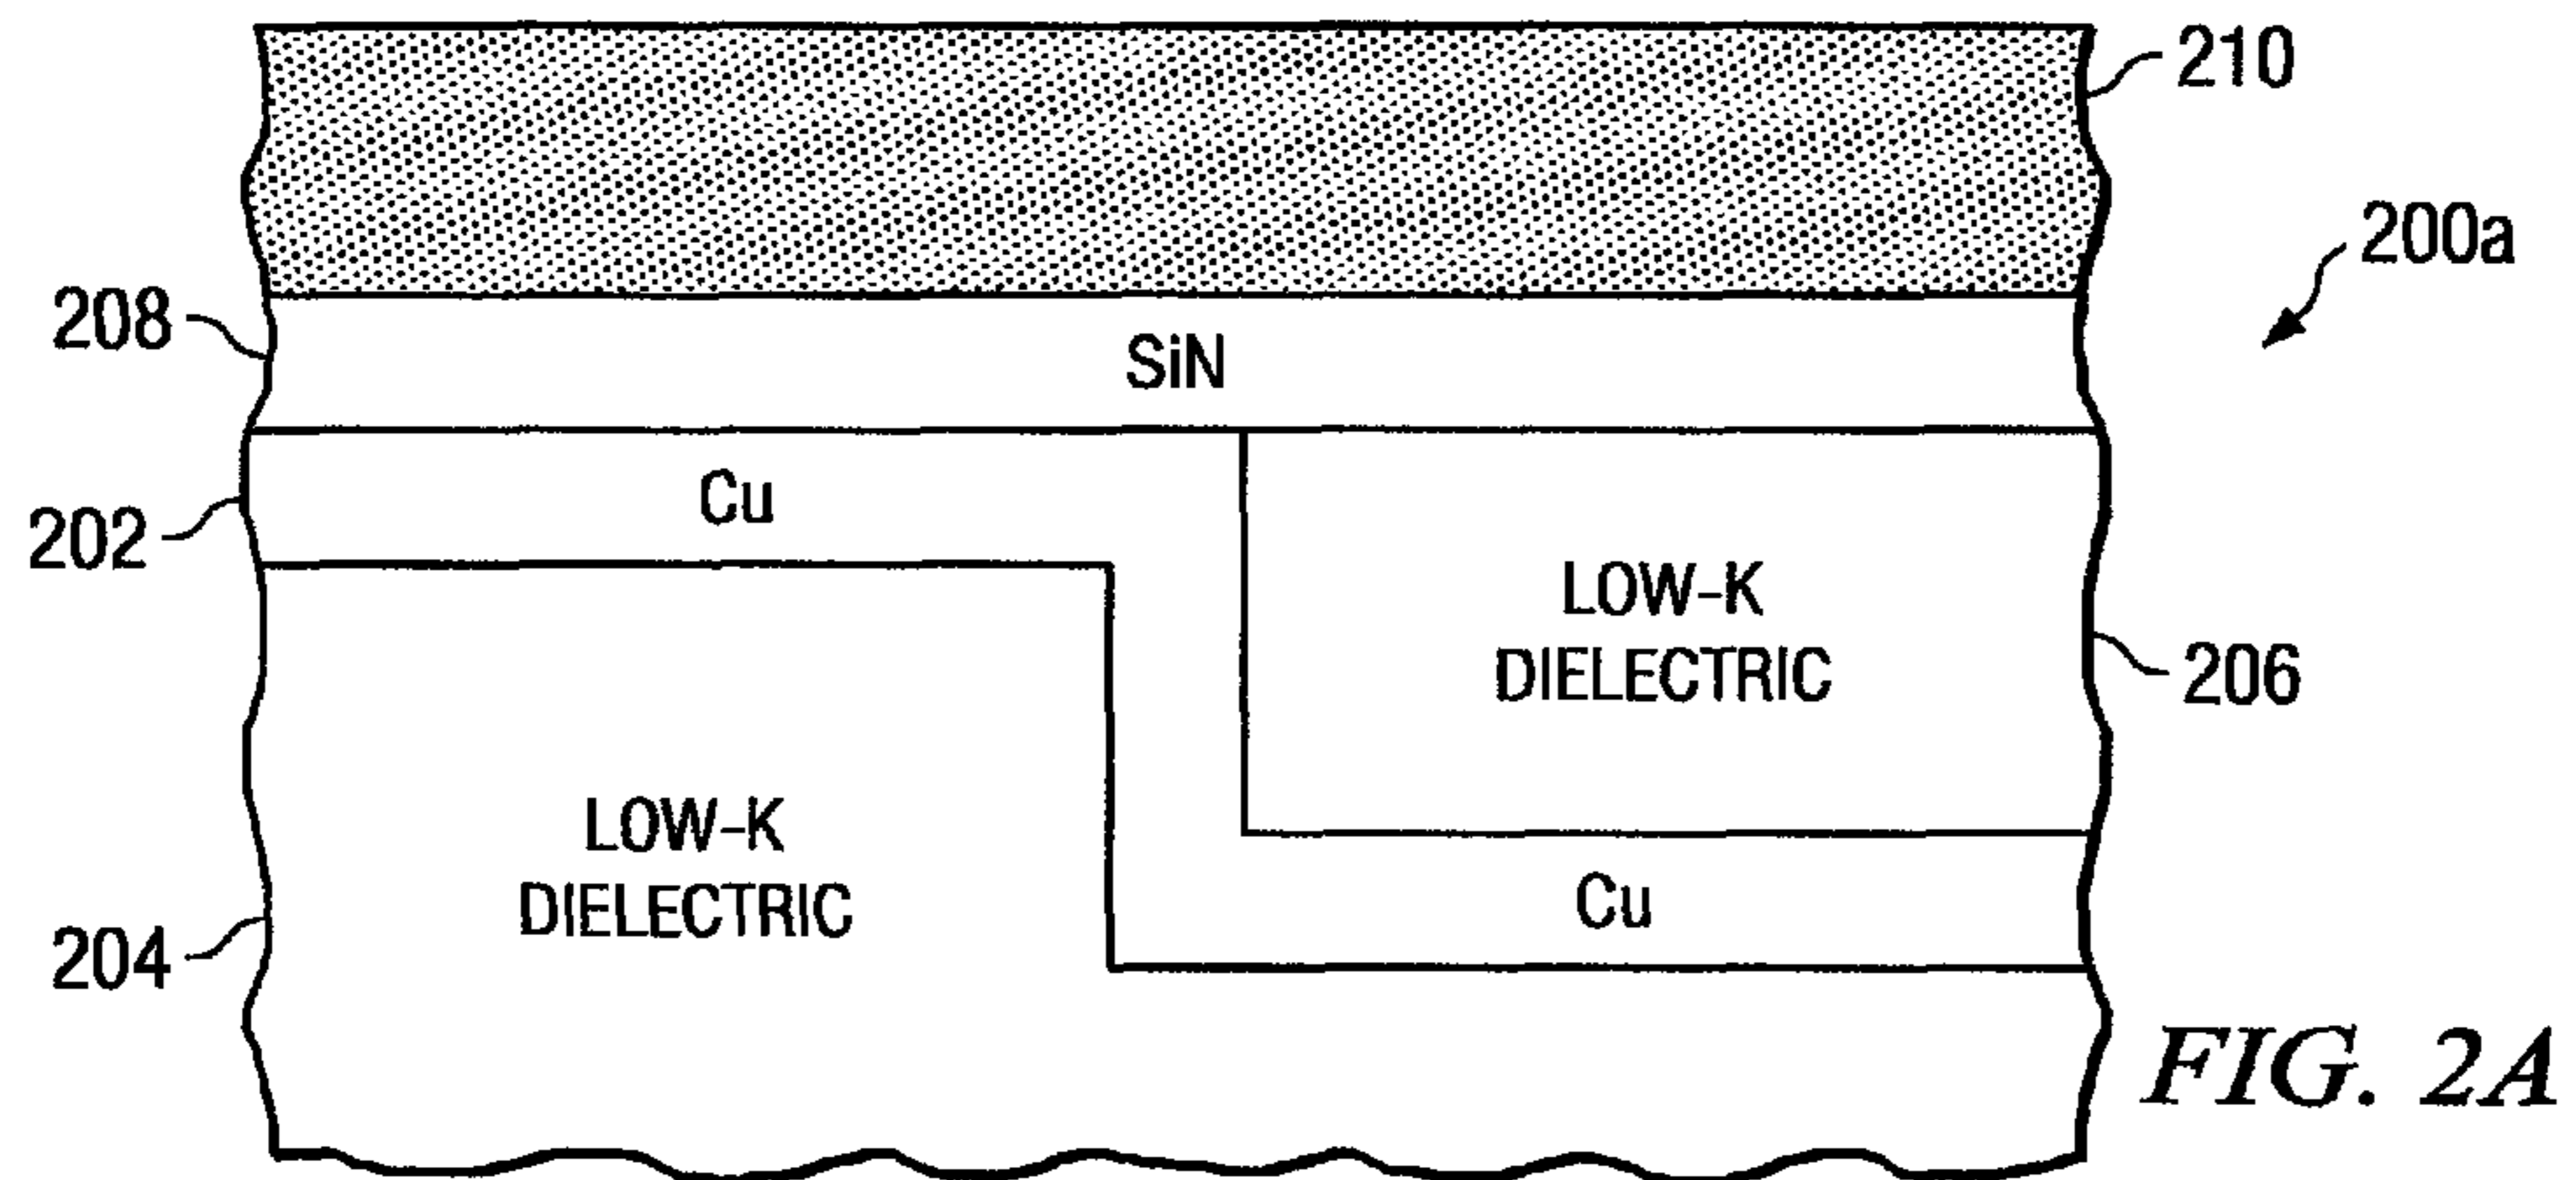 210
200a
208
SiN
Cu
202
LOW-K
DIELECTRIC
206
LOW-K
DIELECTRIC
Cu
204
FIG. 2A